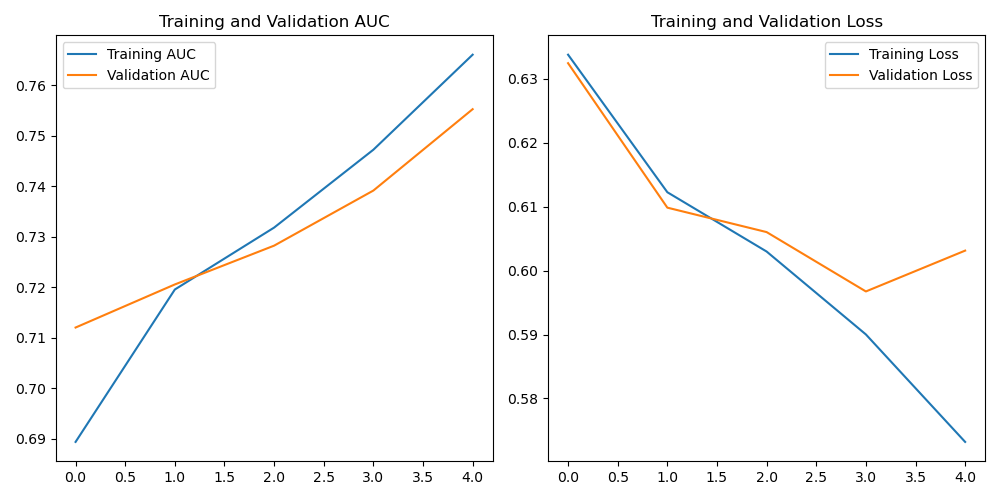 Training and Validation AUC
Training AUC
Validation AUC
0.76
0.75
0.74
0.73
0.72
0.71
0.70
0.69
0.0 0.5 1.0 1.5 2.0 2.5 3.0 3.5 4.0
Training and Validation Loss
Training Loss
Validation Loss
0.63
0.62
0.61
0.60
0.59
0.58
0.0 0.5 1.0 1.5 2.0 2.5 3.0 3.5 4.0